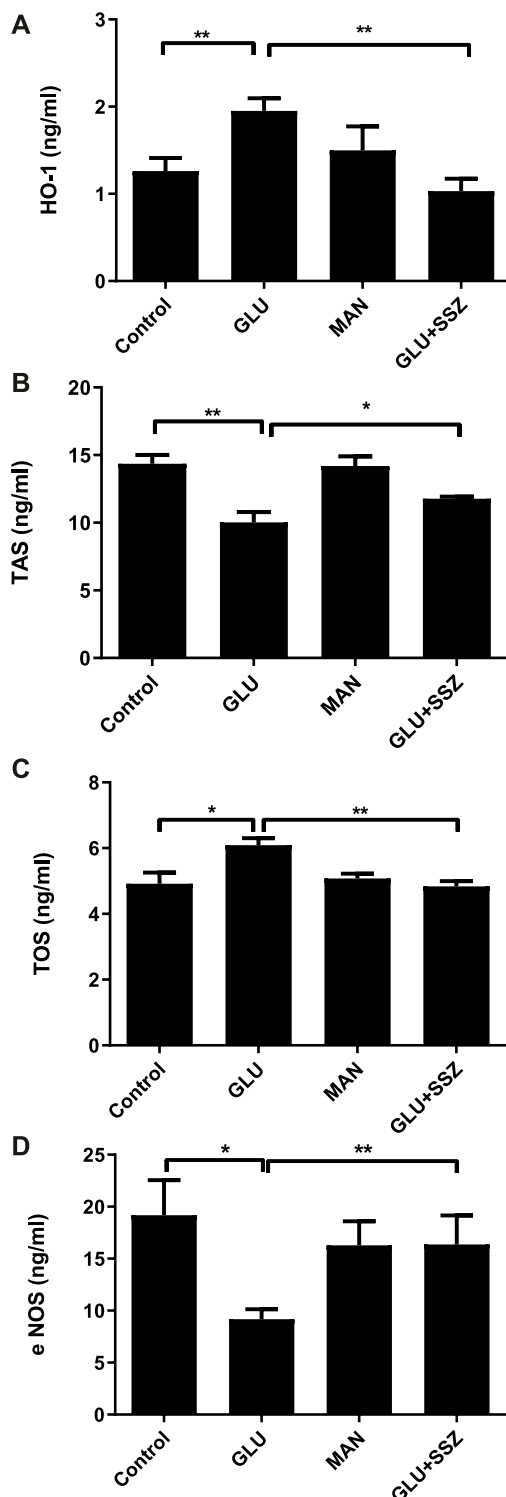 A
HO-1 (ng/ml)
3
2
1
0
**
**
Control
GLU
MAN
GLU+SSZ
B
TAS (ng/ml)
20
15
10
5
0
**
*
Control
GLU
MAN
GLU+SSZ
C
TOS (ng/ml)
8
6
4
2
0
*
**
Control
GLU
MAN
GLU+SSZ
D
e NOS (ng/ml)
25
20
15
10
5
0
*
**
Control
GLU
MAN
GLU+SSZ